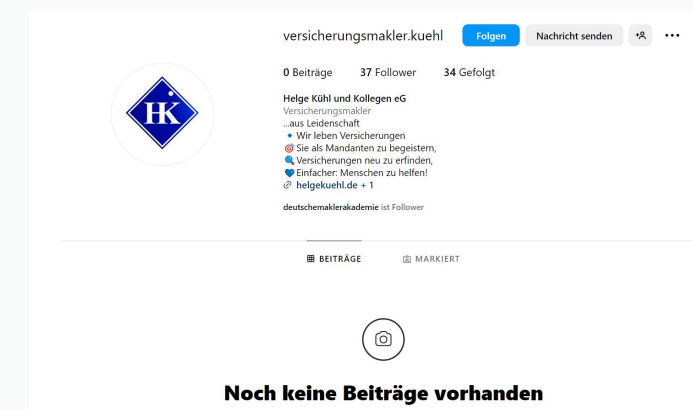 versicherungsmakler.kuehl Folgen Nachricht senden
0 Beiträge 37 Follower 34 Gefolgt
HK
Helge Kühl und Kollegen eG
Versicherungsmakler
...aus Leidenschaft
🔹 Wir leben Versicherungen
🎯 Sie als Mandanten zu begeistern,
🔍 Versicherungen neu zu erfinden,
💙 Einfacher: Menschen zu helfen!
helgekuehl.de + 1
deutschemaklerakademie ist Follower
BEITRÄGE MARKIERT
Noch keine Beiträge vorhanden